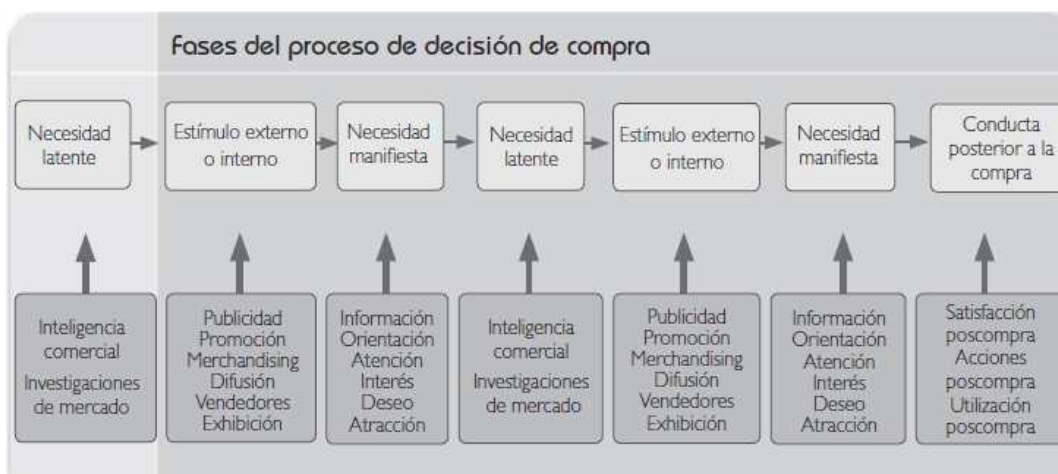 Fases del proceso de decisión de compra
Necesidad
latente
Estímulo externo
o interno
Necesidad
manifiesta
Necesidad
latente
Estímulo externo
o interno
Necesidad
manifiesta
Conducta
posterior a la
compra
Inteligencia
comercial
Investigaciones
de mercado
Publicidad
Promoción
Merchandising
Difusión
Vendedores
Exhibición
Información
Orientación
Atención
Interés
Deseo
Atracción
Inteligencia
comercial
Investigaciones
de mercado
Publicidad
Promoción
Merchandising
Difusión
Vendedores
Exhibición
Información
Orientación
Atención
Interés
Deseo
Atracción
Satisfacción
poscompra
Acciones
poscompra
Utilización
poscompra